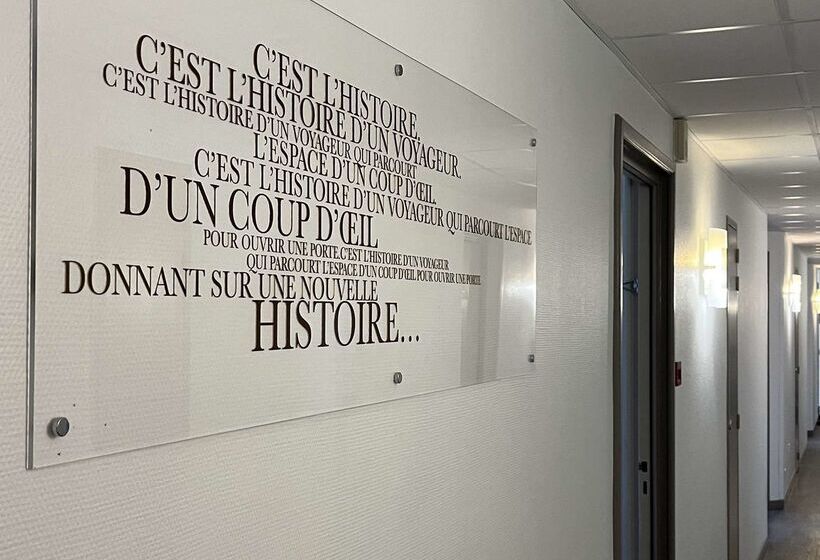 C'EST L'HISTOIRE.
C'EST L'HISTOIRE D'UN VOYAGEUR.
C'EST L'HISTOIRE D'UN VOYAGEUR QUI PARCOURT
L'ESPACE D'UN COUP D'ŒIL.
C'EST L'HISTOIRE D'UN VOYAGEUR QUI PARCOURT L'ESPACE
D'UN COUP D'ŒIL
POUR OUVRIR UNE PORTE.C'EST L'HISTOIRE D'UN VOYAGEUR
QUI PARCOURT L'ESPACE D'UN COUP D'ŒIL POUR OUVRIR UNE PORTE
DONNANT SUR UNE NOUVELLE
HISTOIRE...